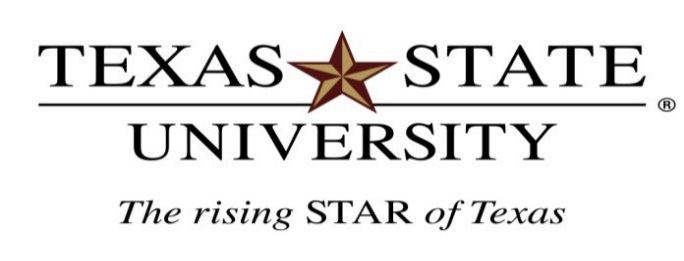 TEXAS STATE
®
UNIVERSITY
The rising STAR of Texas